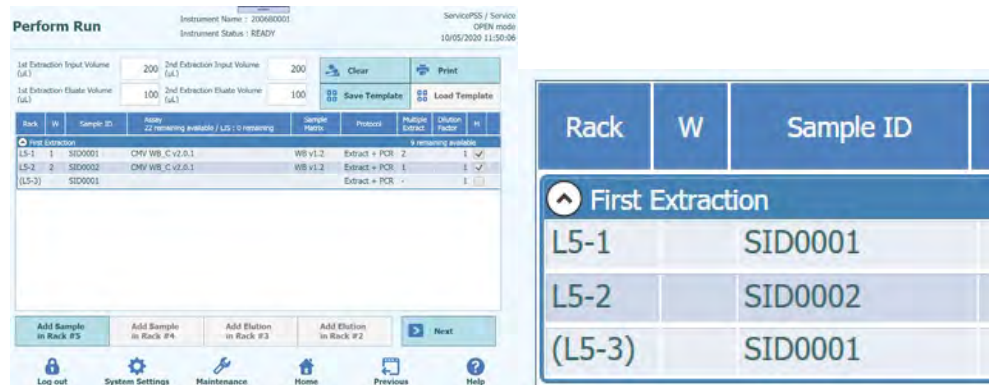 Perform Run
Instrument Name : 200680001
Instrument Status : READY
ServicePSS / Service
OPEN mode
10/05/2020 11:50:06
1st Extraction Input Volume (uL) 200 2nd Extraction Input Volume (uL) 200 Clear Print
1st Extraction Eluate Volume (uL) 100 2nd Extraction Eluate Volume (uL) 100 Save Template Load Template
Rack W Sample ID Assay Sample Matrix Protocol Multiple Extract Dilution Factor M
22 remaining available / LIS : 0 remaining
First Extraction 9 remaining available
L5-1 1 SID0001 CMV WB_C v2.0.1 WB v1.2 Extract + PCR 2 1
L5-2 2 SID0002 CMV WB_C v2.0.1 WB v1.2 Extract + PCR 1 1
(L5-3) SID0001 Extract + PCR - 1
Add Sample in Rack #5 Add Sample in Rack #4 Add Elution in Rack #3 Add Elution in Rack #2 Next
Log out System Settings Maintenance Home Previous Help
Rack W Sample ID
First Extraction
L5-1 SID0001
L5-2 SID0002
(L5-3) SID0001